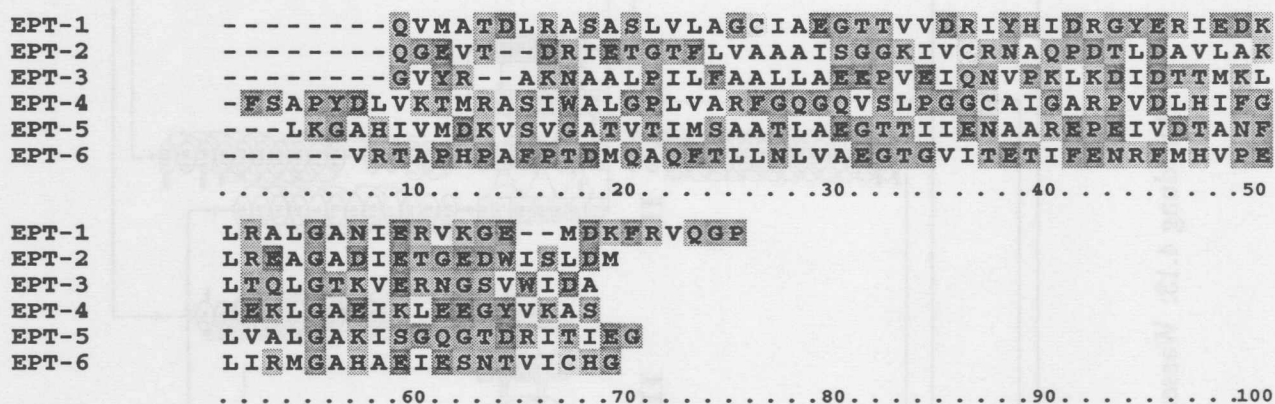 EPT-1 --------QVMATDLRASASLVLAGCIAEGTTVVDRIYHIDRGYERIEDK
EPT-2 --------QGEVT--DRIETGTFLVAAAISGGKIVCRNAQPDTLDAVLAK
EPT-3 --------GVYR--AKNAALPILFAALLAEEPVEIQNVPKLKDIDTTMKL
EPT-4 -FSAPYDLVKTMRASIWALGPLVARFGQGQVSLPGGCAIGARPVDLHIFG
EPT-5 ---LKGAHIVMDKVSVGATVTIMSAATLAEGTTIIENAAREPEIVDTANF
EPT-6 VRTAPHPAFPTDMQAQFTLLNLVAEGTGVITETIFENRFMHVPE
.........10........20........30........40........50
EPT-1 LRALGANIERVKGE--MDKFRVQGP
EPT-2 LREAGADIETGEDWISLDM
EPT-3 LTQLGTKVERNGSVWIDA
EPT-4 LEKLGAEIKLEEGYVKAS
EPT-5 LVALGAKISGQGTDRITIEG
EPT-6 LIRMGAHAEIESNTVICHG
.........60........70........80........90........100